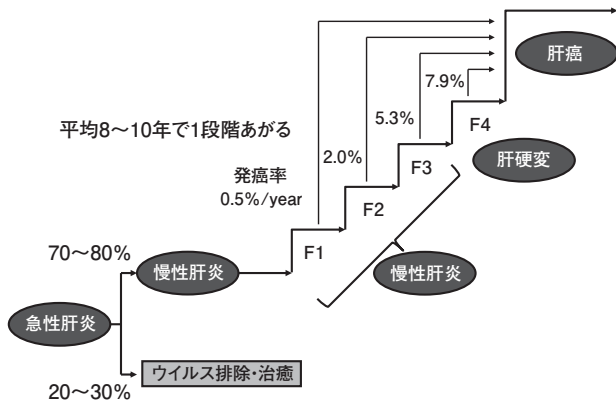 肝癌
7.9%
平均8～10年で1段階あがる
5.3%
F4
2.0%
F3
肝硬変
発癌率
0.5%/year
F2
F1
70～80%
慢性肝炎
慢性肝炎
急性肝炎
ウイルス排除・治癒
20～30%